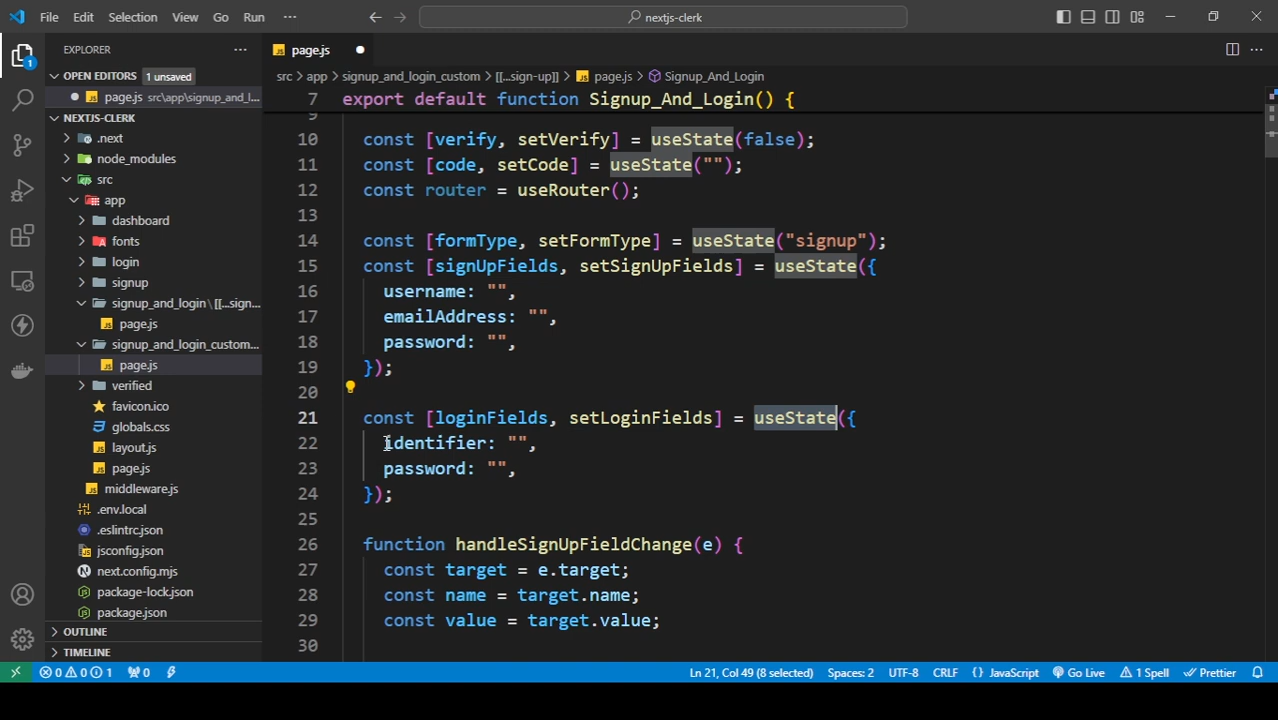 File Edit Selection View Go Run ··· nextjs-clerk
EXPLORER ···
OPEN EDITORS 1 unsaved
page.js src\app\signup_and_l...
NEXTJS-CLERK
.next
node_modules
src
app
dashboard
fonts
login
signup
signup_and_login\[[...sign...
page.js
signup_and_login_custom...
page.js
verified
favicon.ico
globals.css
layout.js
page.js
middleware.js
.env.local
.eslintrc.json
jsconfig.json
next.config.mjs
package-lock.json
package.json
OUTLINE
TIMELINE
1
page.js
src > app > signup_and_login_custom > [[...sign-up]] > page.js > Signup_And_Login
7 export default function Signup_And_Login() {
9
10 const [verify, setVerify] = useState(false);
11 const [code, setCode] = useState("");
12 const router = useRouter();
13
14 const [formType, setFormType] = useState("signup");
15 const [signUpFields, setSignUpFields] = useState({
16 username: "",
17 emailAddress: "",
18 password: "",
19 });
20
21 const [loginFields, setLoginFields] = useState({
22 identifier: "",
23 password: "",
24 });
25
26 function handleSignUpFieldChange(e) {
27 const target = e.target;
28 const name = target.name;
29 const value = target.value;
30
0 0 1 0 Ln 21, Col 49 (8 selected) Spaces: 2 UTF-8 CRLF {} JavaScript Go Live 1 Spell Prettier